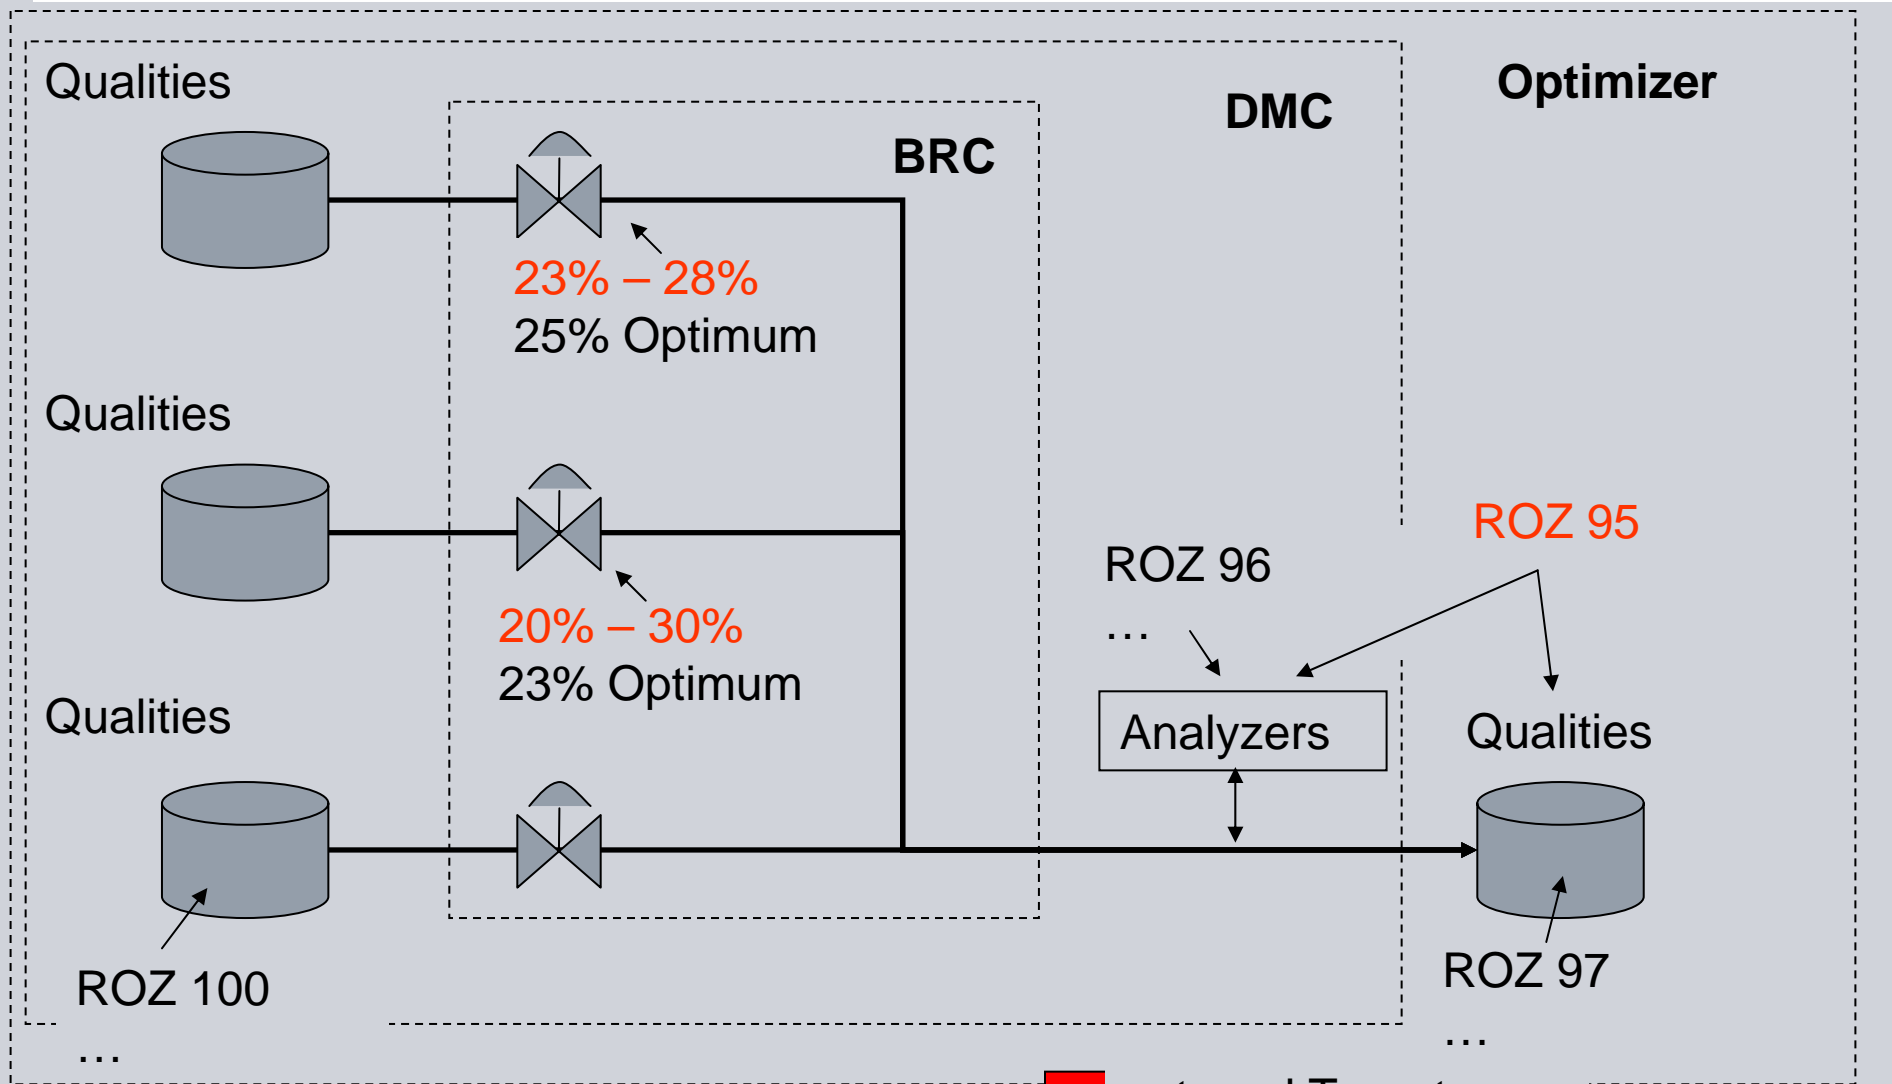 Qualities
Optimizer
DMC
BRC
23% – 28%
25% Optimum
Qualities
ROZ 95
ROZ 96
…
20% – 30%
23% Optimum
Qualities
Analyzers
Qualities
ROZ 100
…
ROZ 97
…